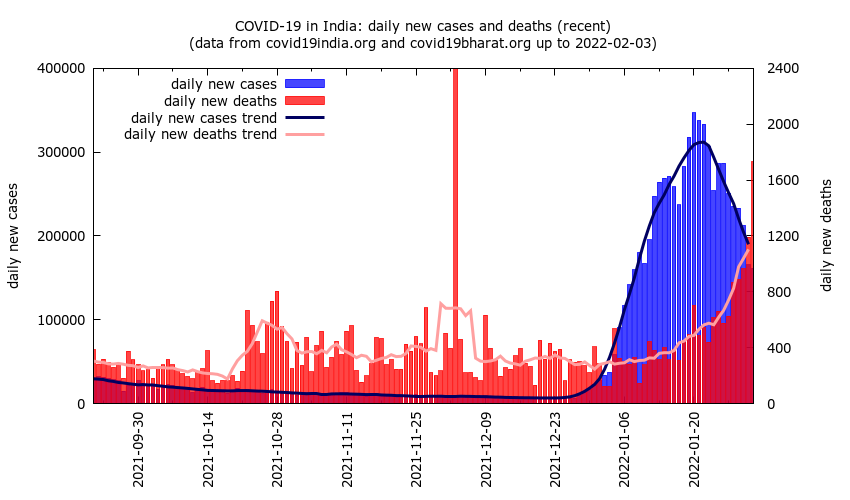 COVID-19 in India: daily new cases and deaths (recent)
(data from covid19india.org and covid19bharat.org up to 2022-02-03)
daily new cases
daily new deaths
daily new cases trend
daily new deaths trend
400000
300000
200000
100000
0
2400
2000
1600
1200
800
400
0
daily new cases
daily new deaths
2021-09-30
2021-10-14
2021-10-28
2021-11-11
2021-11-25
2021-12-09
2021-12-23
2022-01-06
2022-01-20